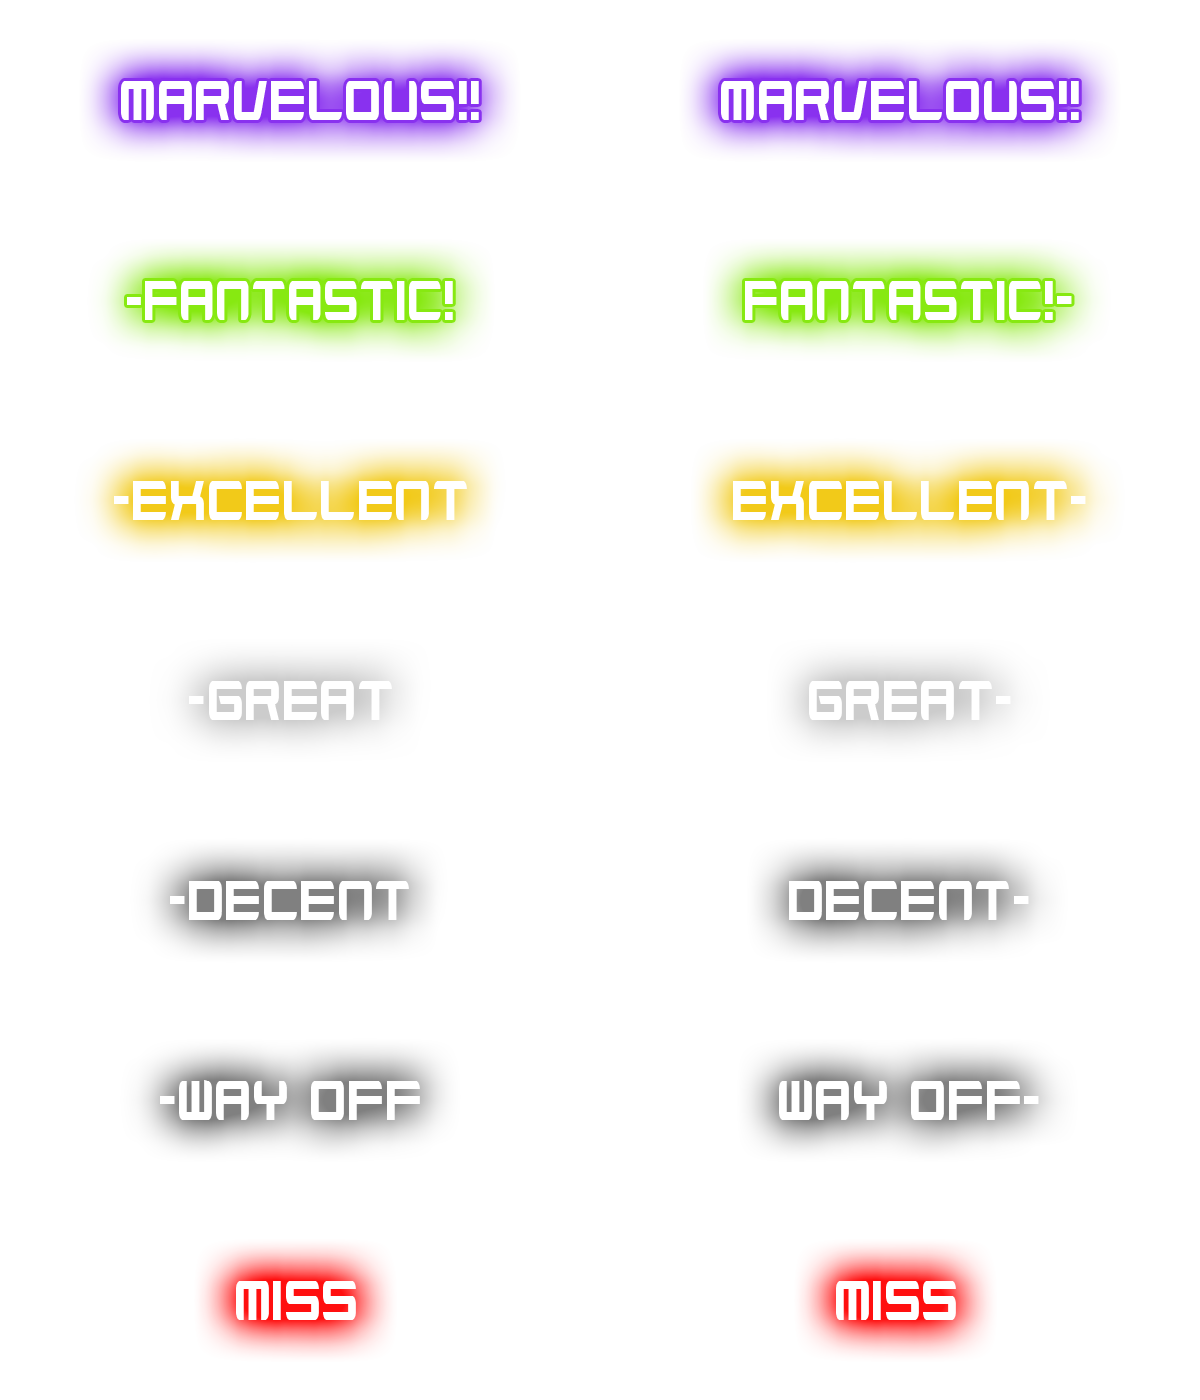 MARVELOUS!! MARVELOUS!!
-FANTASTIC! FANTASTIC!-
-EXCELLENT EXCELLENT-
-GREAT GREAT-
-DECENT DECENT-
-WAY OFF WAY OFF-
MISS MISS